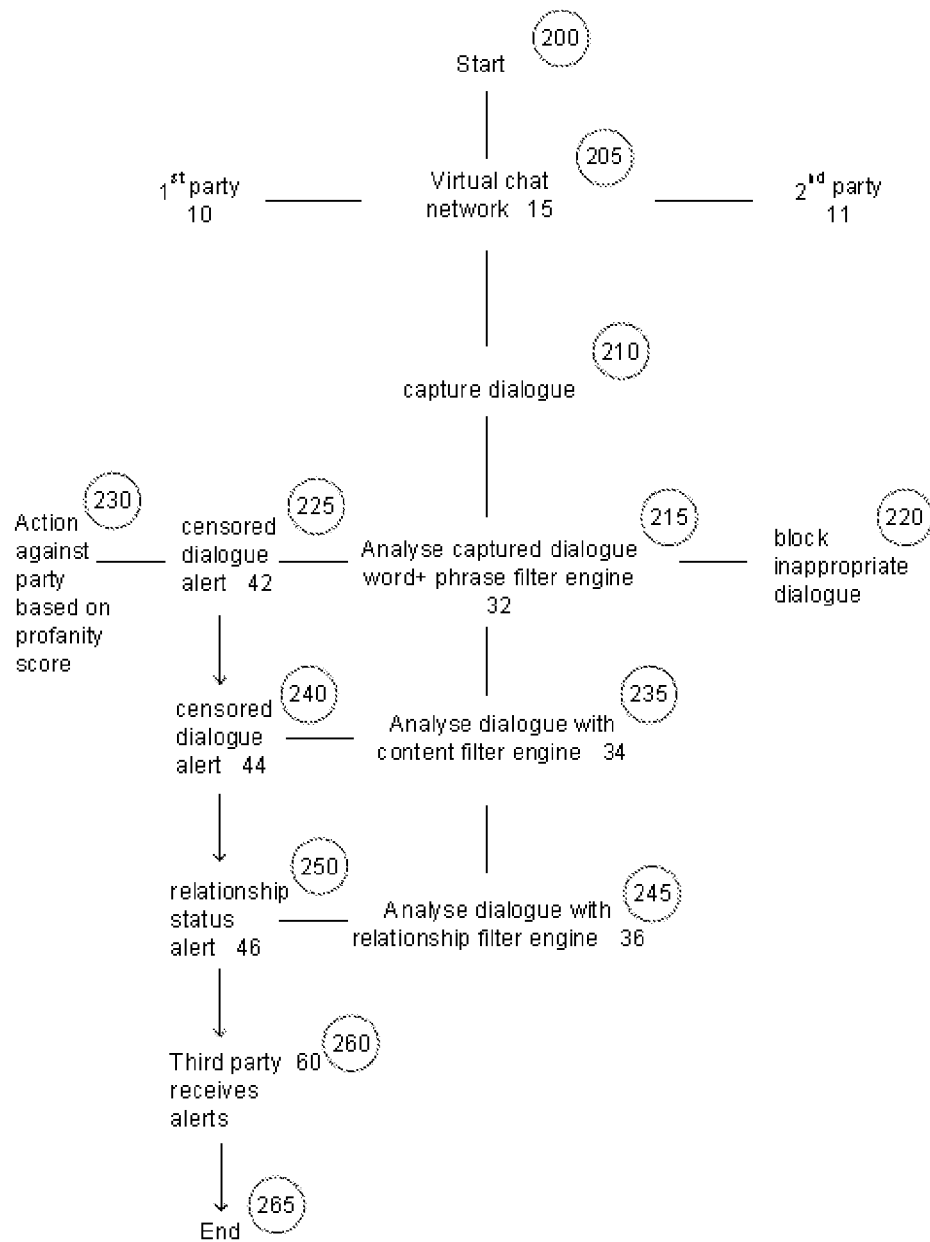 200
Start
205
1st party
10
Virtual chat
network 15
2nd party
11
210
capture dialogue
230
Action
against
party
based on
profanity
score
225
censored
dialogue
alert 42
215
Analyse captured dialogue
word+ phrase filter engine
32
220
block
inappropriate
dialogue
240
censored
dialogue
alert 44
235
Analyse dialogue with
content filter engine 34
250
relationship
status
alert 46
245
Analyse dialogue with
relationship filter engine 36
260
Third party 60
receives
alerts
265
End